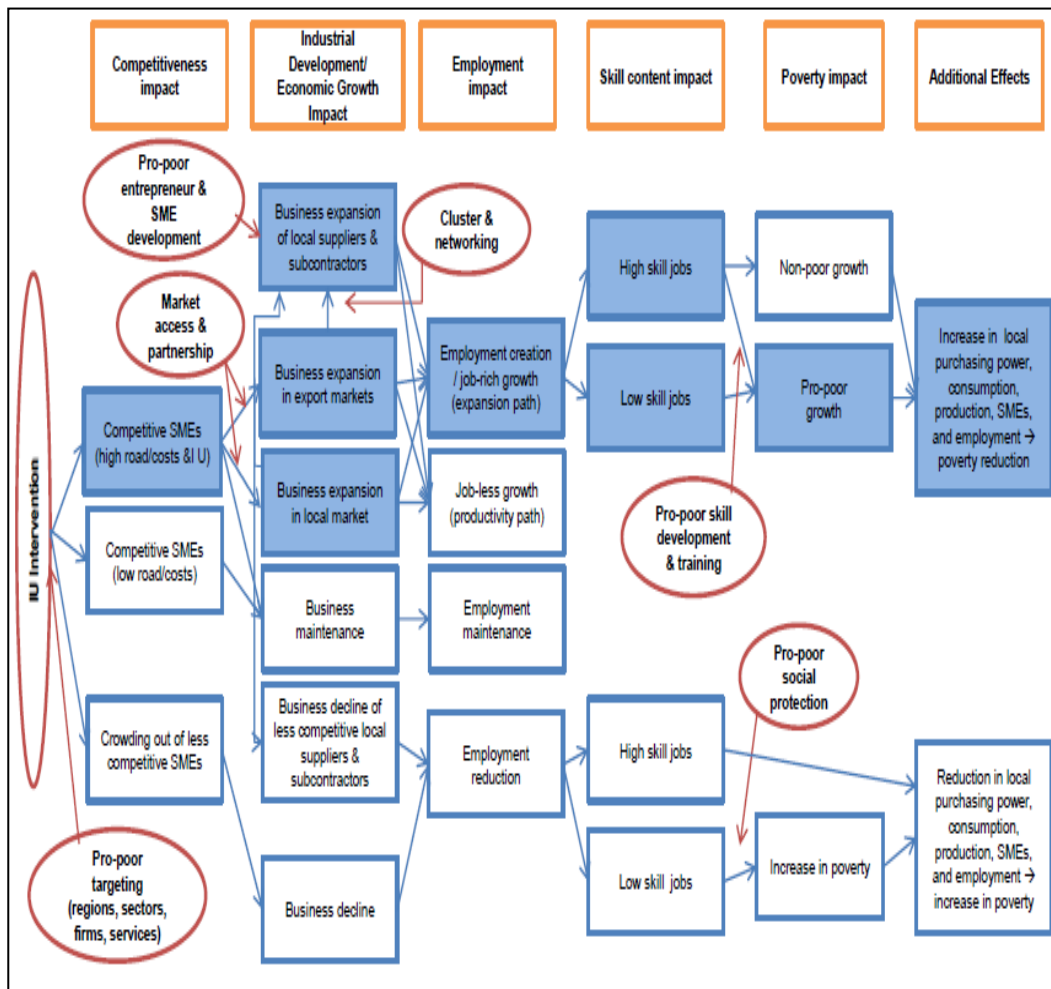 Competitiveness
impact
Industrial
Development/
Economic Growth
Impact
Employment
impact
Skill content impact
Poverty impact
Additional Effects
Pro-poor
entrepreneur &
SME
development
Business expansion
of local suppliers &
subcontractors
Cluster &
networking
High skill jobs
Non-poor growth
Market
access &
partnership
Business expansion
in export markets
Employment creation
/ job-rich growth
(expansion path)
Low skill jobs
Pro-poor
growth
Increase in local
purchasing power,
consumption,
production, SMEs,
and employment →
poverty reduction
IU Intervention
Competitive SMEs
(high road/costs &I U)
Business expansion
in local market
Job-less growth
(productivity path)
Pro-poor skill
development
& training
Competitive SMEs
(low road/costs)
Business
maintenance
Employment
maintenance
Pro-poor
social
protection
Crowding out of less
competitive SMEs
Business decline of
less competitive local
suppliers &
subcontractors
Employment
reduction
High skill jobs
Reduction in local
purchasing power,
consumption,
production, SMEs,
and employment →
increase in poverty
Pro-poor
targeting
(regions, sectors,
firms, services)
Business decline
Low skill jobs
Increase in poverty